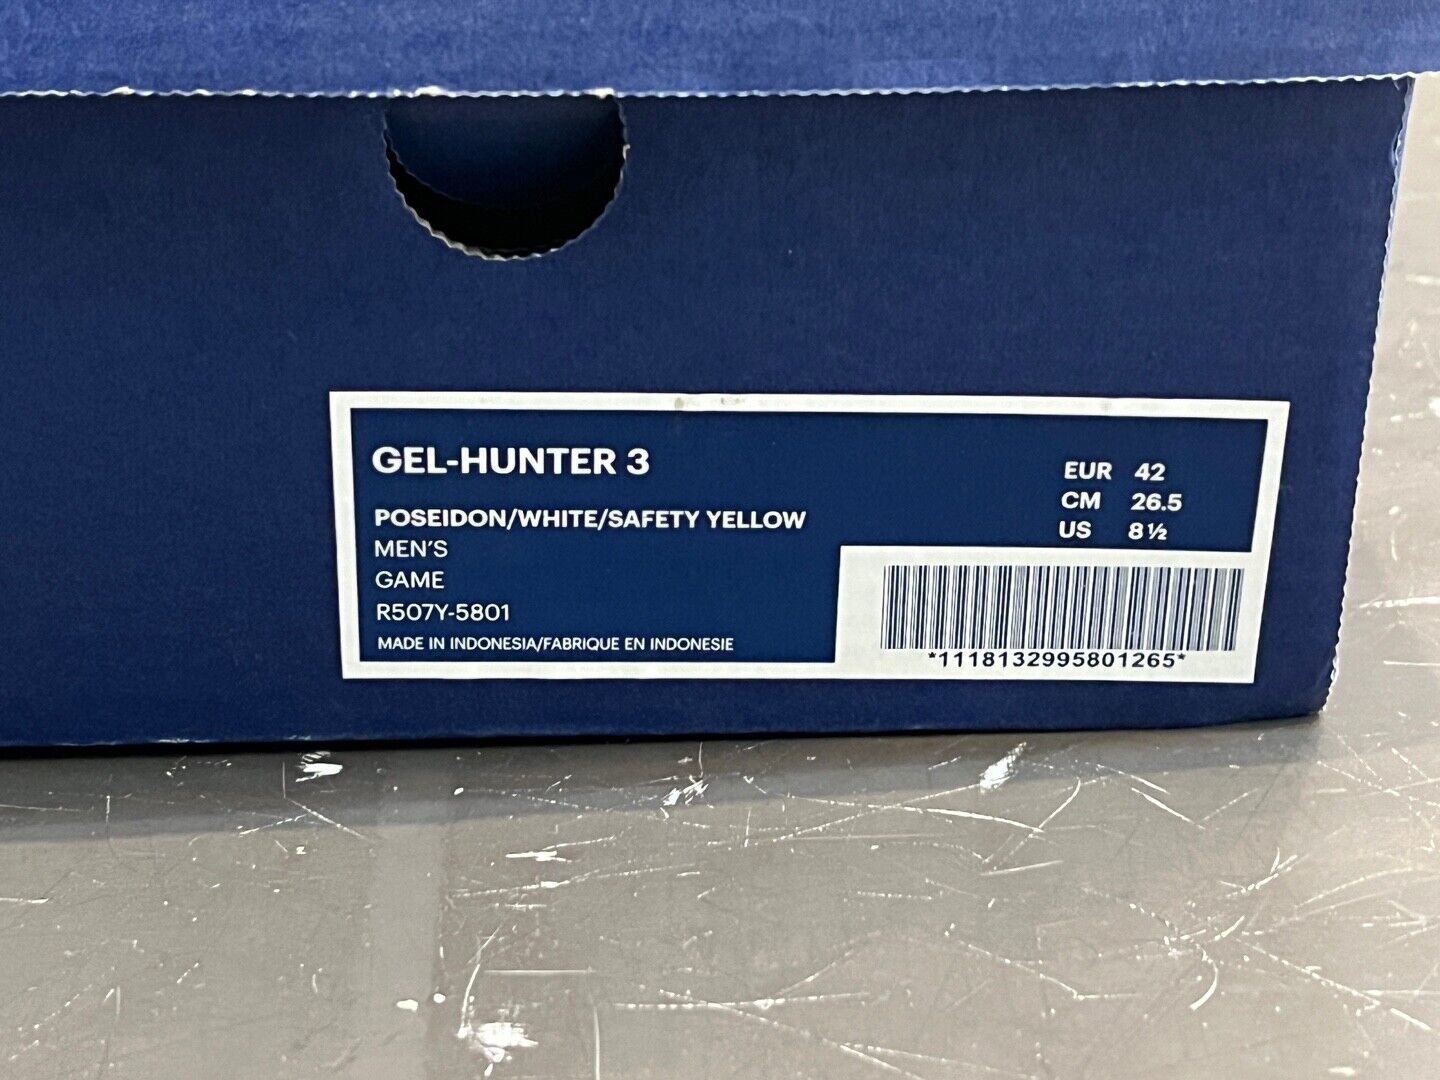 GEL-HUNTER 3
POSEIDON/WHITE/SAFETY YELLOW
MEN'S
GAME
R507Y-5801
MADE IN INDONESIA/FABRIQUE EN INDONESIE
EUR 42
CM 26.5
US 8½
*1118132995801265*